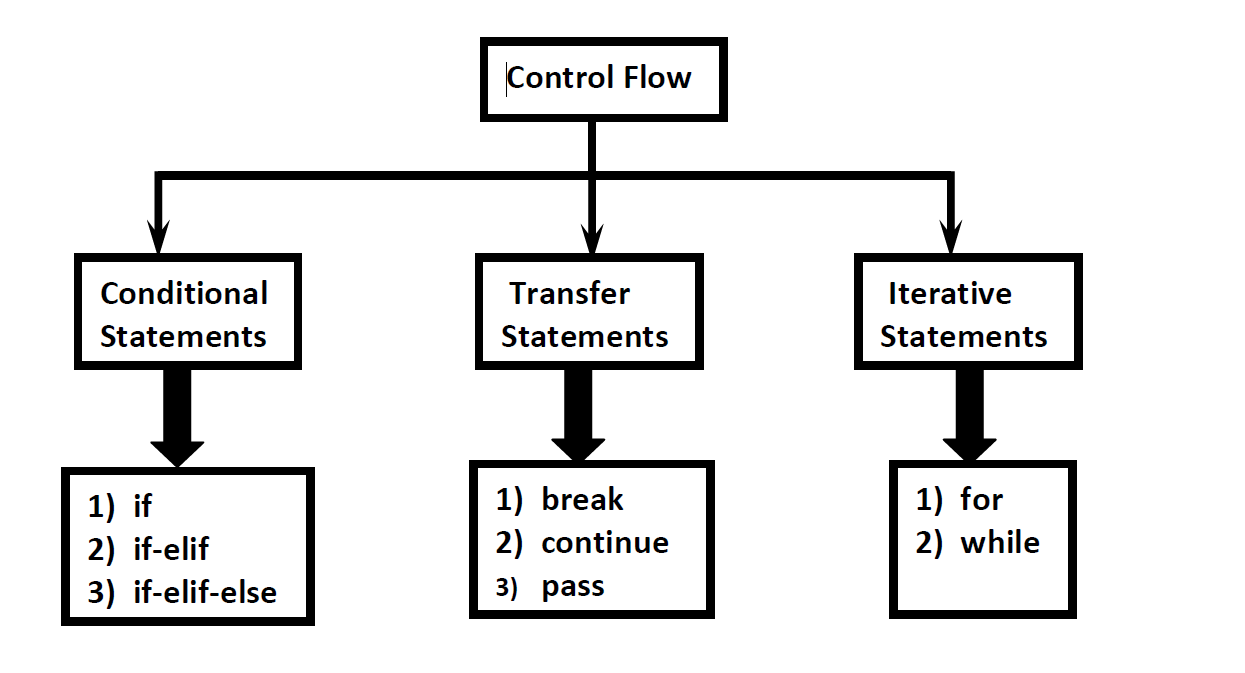 Control Flow
Conditional
Statements
Transfer
Statements
Iterative
Statements
1) if
2) if-elif
3) if-elif-else
1) break
2) continue
3) pass
1) for
2) while